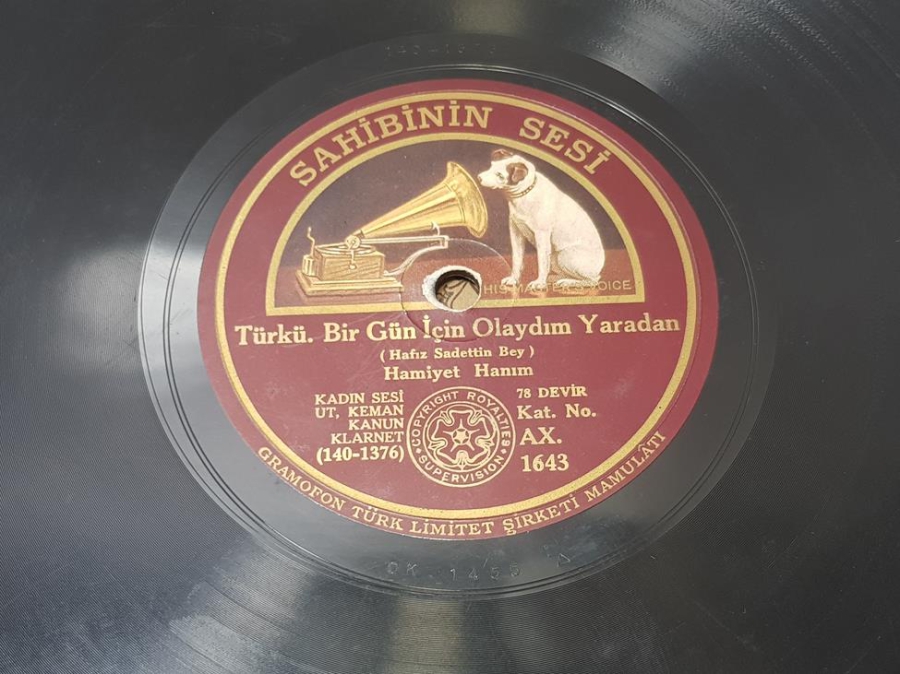 SAHİBİNİN SESİ
HIS MASTER'S VOICE
Türkü. Bir Gün İçin Olaydım Yaradan
( Hafız Sadettin Bey )
Hamiyet Hanım
KADIN SESİ
UT, KEMAN
KANUN
KLARNET
(140-1376)
COPYRIGHT ROYALTIES
SUPERVISION
78 DEVİR
Kat. No.
AX.
1643
GRAMOFON TÜRK LİMİTET ŞİRKETİ MAMULÂTI